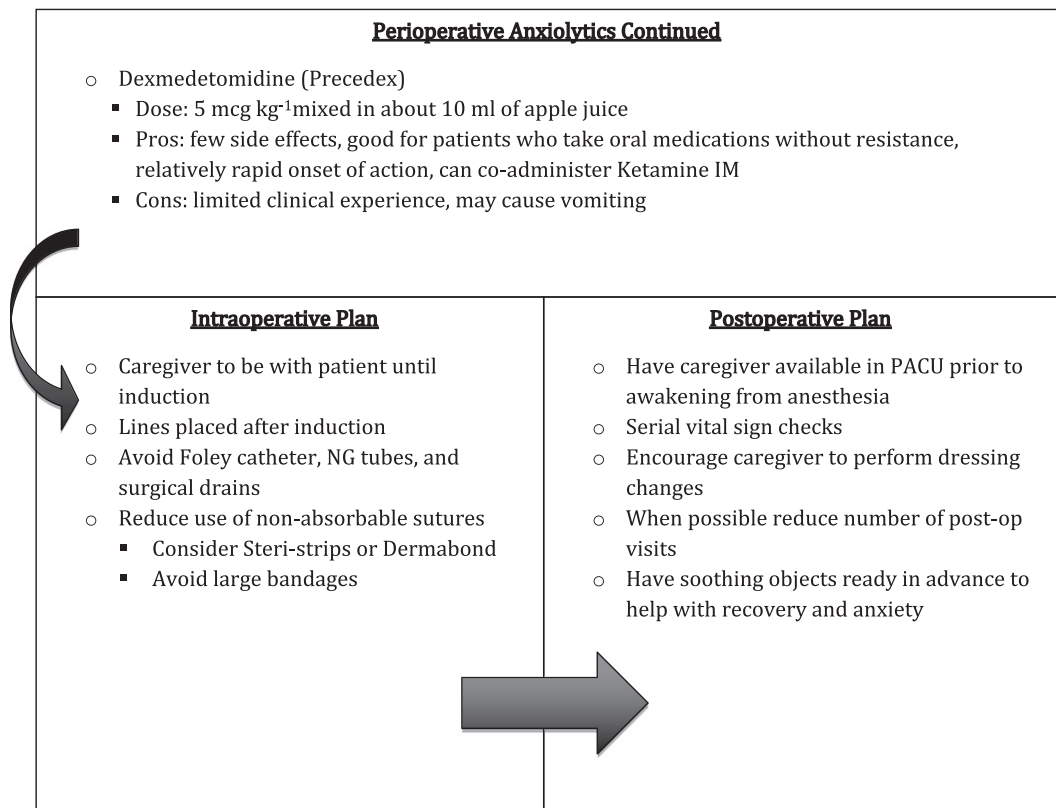 Perioperative Anxiolytics Continued
○ Dexmedetomidine (Precedex)
▪ Dose: 5 mcg kg⁻¹mixed in about 10 ml of apple juice
▪ Pros: few side effects, good for patients who take oral medications without resistance,
relatively rapid onset of action, can co-administer Ketamine IM
▪ Cons: limited clinical experience, may cause vomiting
Intraoperative Plan
○ Caregiver to be with patient until
induction
○ Lines placed after induction
○ Avoid Foley catheter, NG tubes, and
surgical drains
○ Reduce use of non-absorbable sutures
▪ Consider Steri-strips or Dermabond
▪ Avoid large bandages
Postoperative Plan
○ Have caregiver available in PACU prior to
awakening from anesthesia
○ Serial vital sign checks
○ Encourage caregiver to perform dressing
changes
○ When possible reduce number of post-op
visits
○ Have soothing objects ready in advance to
help with recovery and anxiety